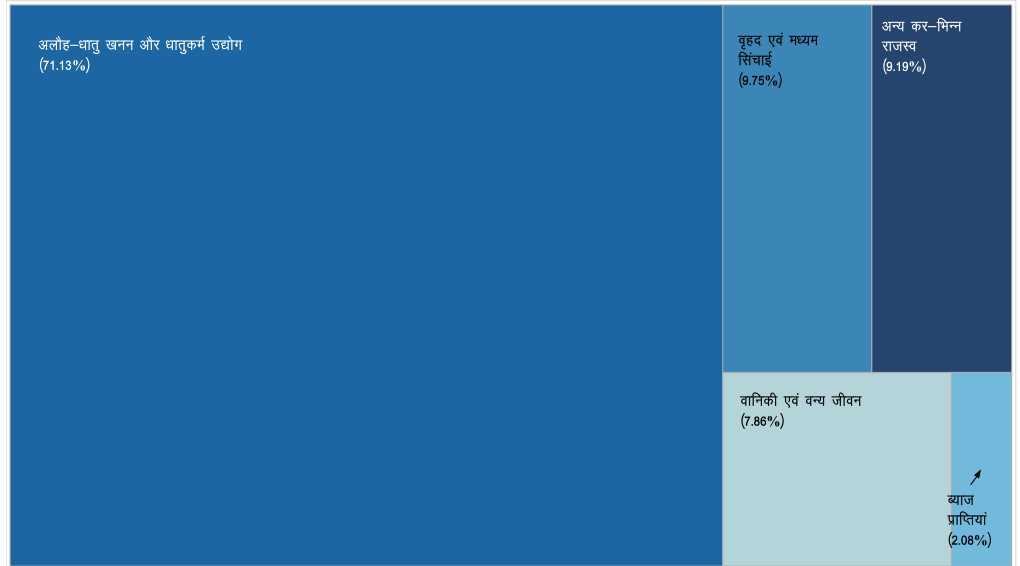 अलौह–धातु खनन और धातुकर्म उद्योग
(71.13%)
वृहद एवं मध्यम
सिंचाई
(9.75%)
अन्य कर–भिन्न
राजस्व
(9.19%)
वानिकी एवं वन्य जीवन
(7.86%)
ब्याज
प्राप्तियां
(2.08%)